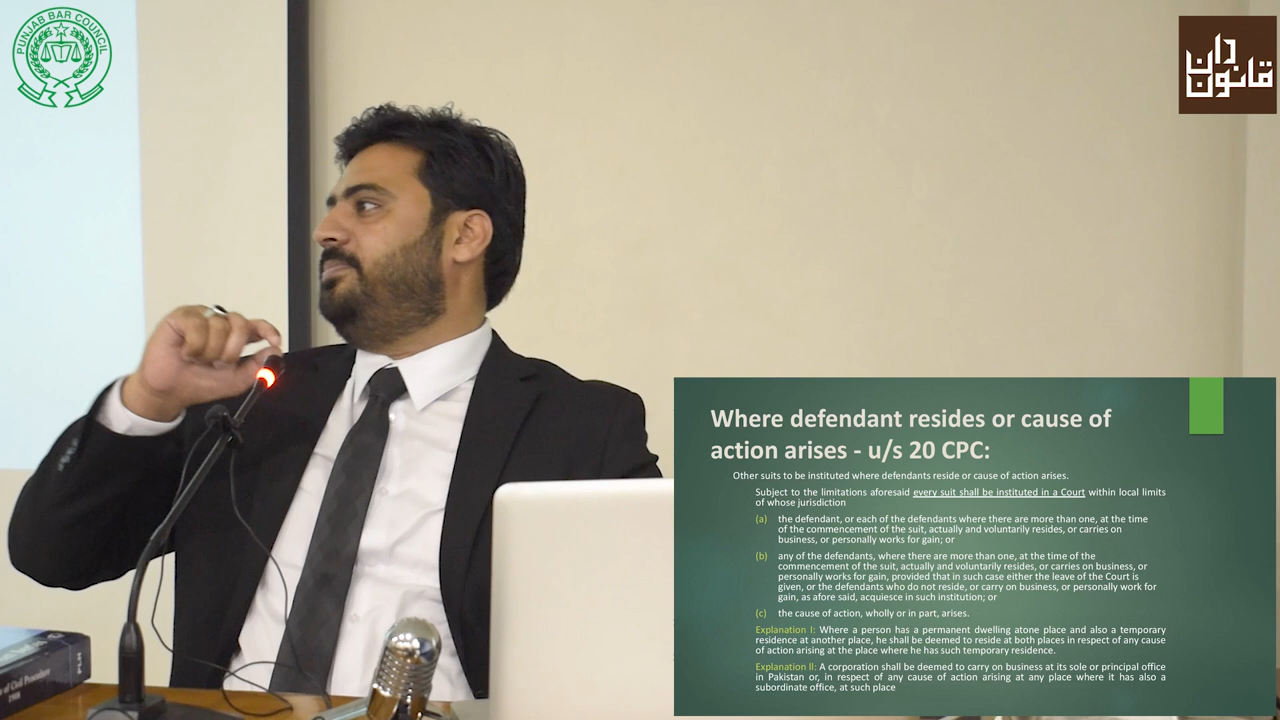 PUNJAB BAR COUNCIL
قانون دان
Where defendant resides or cause of
action arises - u/s 20 CPC:
Other suits to be instituted where defendants reside or cause of action arises.
Subject to the limitations aforesaid every suit shall be instituted in a Court within local limits
of whose jurisdiction
(a) the defendant, or each of the defendants where there are more than one, at the time
of the commencement of the suit, actually and voluntarily resides, or carries on
business, or personally works for gain; or
(b) any of the defendants, where there are more than one, at the time of the
commencement of the suit, actually and voluntarily resides, or carries on business, or
personally works for gain, provided that in such case either the leave of the Court is
given, or the defendants who do not reside, or carry on business, or personally work for
gain, as afore said, acquiesce in such institution; or
(c) the cause of action, wholly or in part, arises.
Explanation I: Where a person has a permanent dwelling atone place and also a temporary
residence at another place, he shall be deemed to reside at both places in respect of any cause
of action arising at the place where he has such temporary residence.
Explanation II: A corporation shall be deemed to carry on business at its sole or principal office
in Pakistan or, in respect of any cause of action arising at any place where it has also a
subordinate office, at such place
of Civil Procedure
1908
PLH